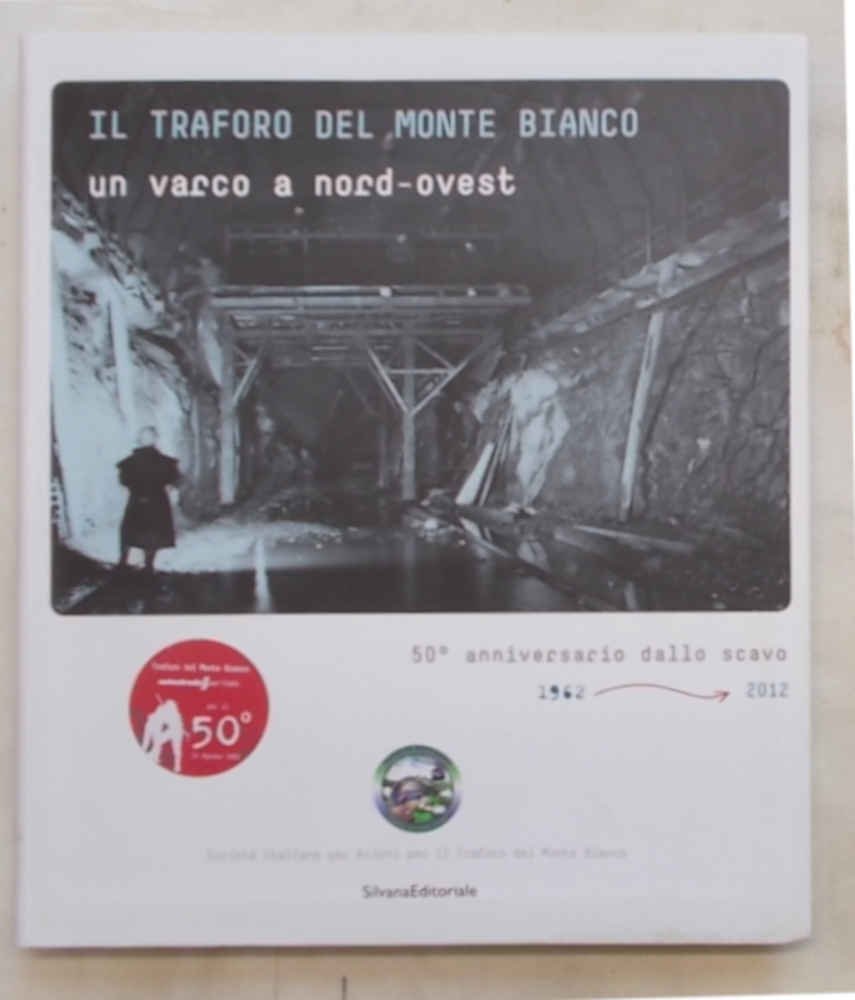 IL TRAFORO DEL MONTE BIANCO
un varco a nord-ovest
50° anniversario dallo scavo
1962 2012
Traforo del Monte Bianco
50°
Società Italiana per Azioni per il Traforo del Monte Bianco
SilvanaEditoriale